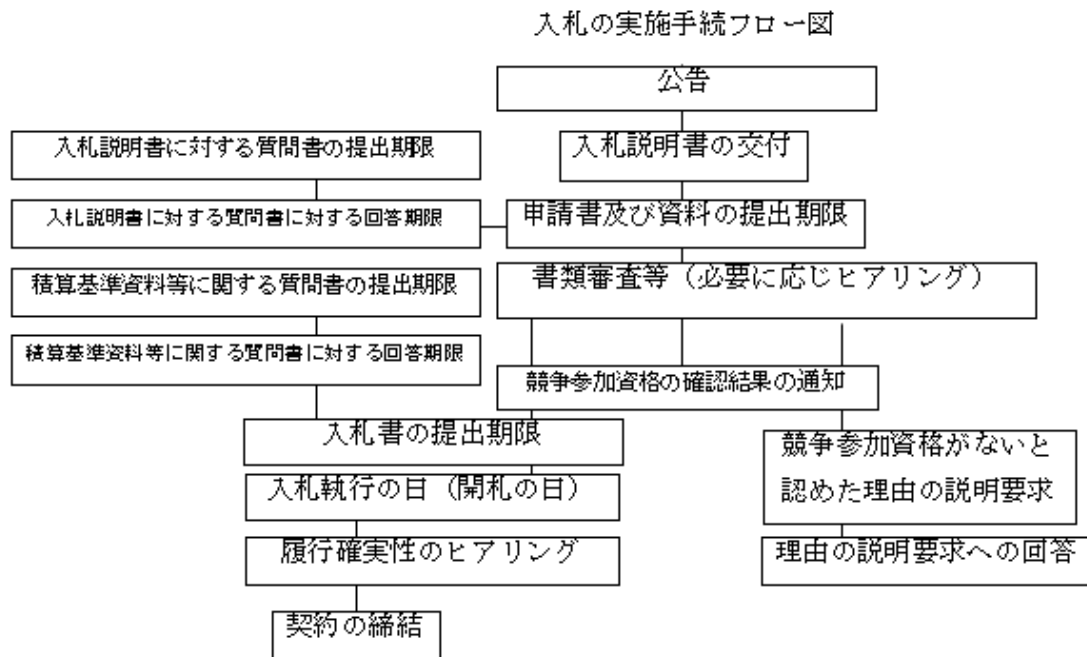 入札の実施手続フロー図
公告
入札説明書に対する質問書の提出期限
入札説明書の交付
入札説明書に対する質問書に対する回答期限
申請書及び資料の提出期限
積算基準資料等に関する質問書の提出期限
書類審査等（必要に応じヒアリング）
積算基準資料等に関する質問書に対する回答期限
競争参加資格の確認結果の通知
入札書の提出期限
競争参加資格がないと
認めた理由の説明要求
入札執行の日（開札の日）
履行確実性のヒアリング
理由の説明要求への回答
契約の締結